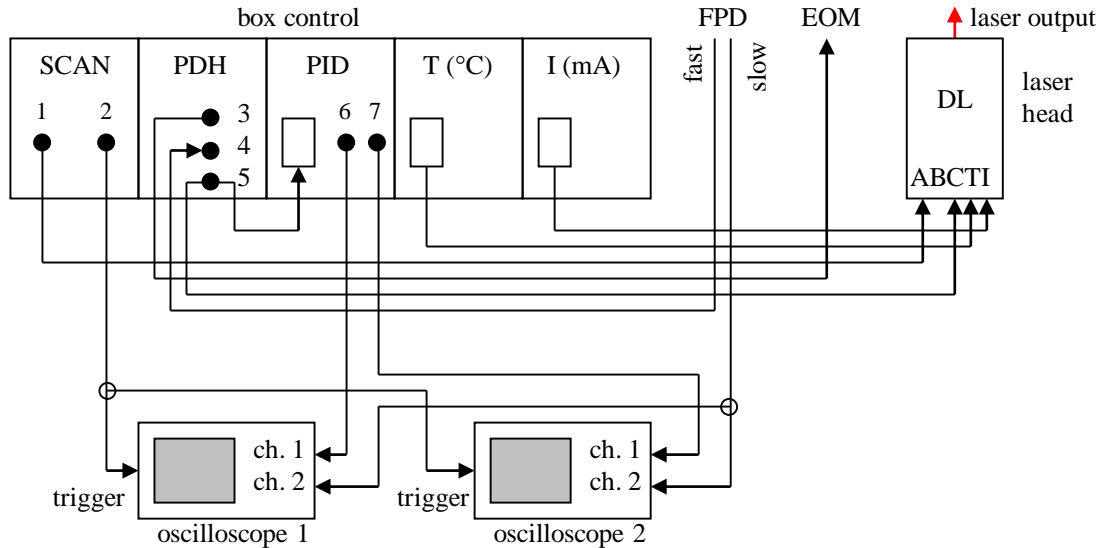 box control
FPD
EOM
laser output
SCAN
PDH
PID
T (°C)
I (mA)
fast
slow
DL
laser
head
1
2
3
4
5
6
7
ABCTI
ch. 1
ch. 2
trigger
oscilloscope 1
ch. 1
ch. 2
trigger
oscilloscope 2